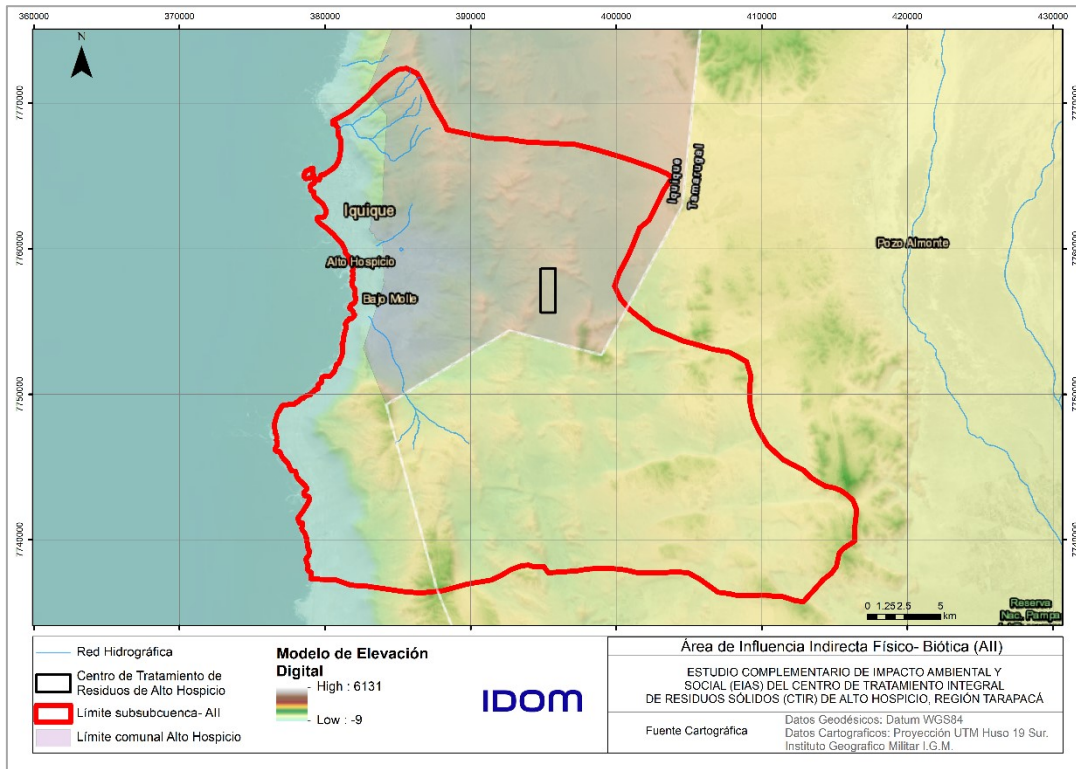 360000 370000 380000 390000 400000 410000 420000 430000
N
7770000 7770000
7760000 7760000
7750000 7750000
7740000 7740000
Iquique
Tamarugal
Iquique
Alto Hospicio
Bajo Molle
Pozo Almonte
0 1.25 2.5 5
km
Reserva
Nac. Pampa
Red Hidrográfica
Centro de Tratamiento de
Residuos de Alto Hospicio
Límite subsubcuenca- AII
Límite comunal Alto Hospicio
Modelo de Elevación
Digital
High : 6131
Low : -9
IDOM
Área de Influencia Indirecta Físico- Biótica (AII)
ESTUDIO COMPLEMENTARIO DE IMPACTO AMBIENTAL Y
SOCIAL (EIAS) DEL CENTRO DE TRATAMIENTO INTEGRAL
DE RESIDUOS SÓLIDOS (CTIR) DE ALTO HOSPICIO, REGIÓN TARAPACÁ
Fuente Cartográfica
Datos Geodésicos: Datum WGS84
Datos Cartograficos: Proyección UTM Huso 19 Sur.
Instituto Geografico Militar I.G.M.